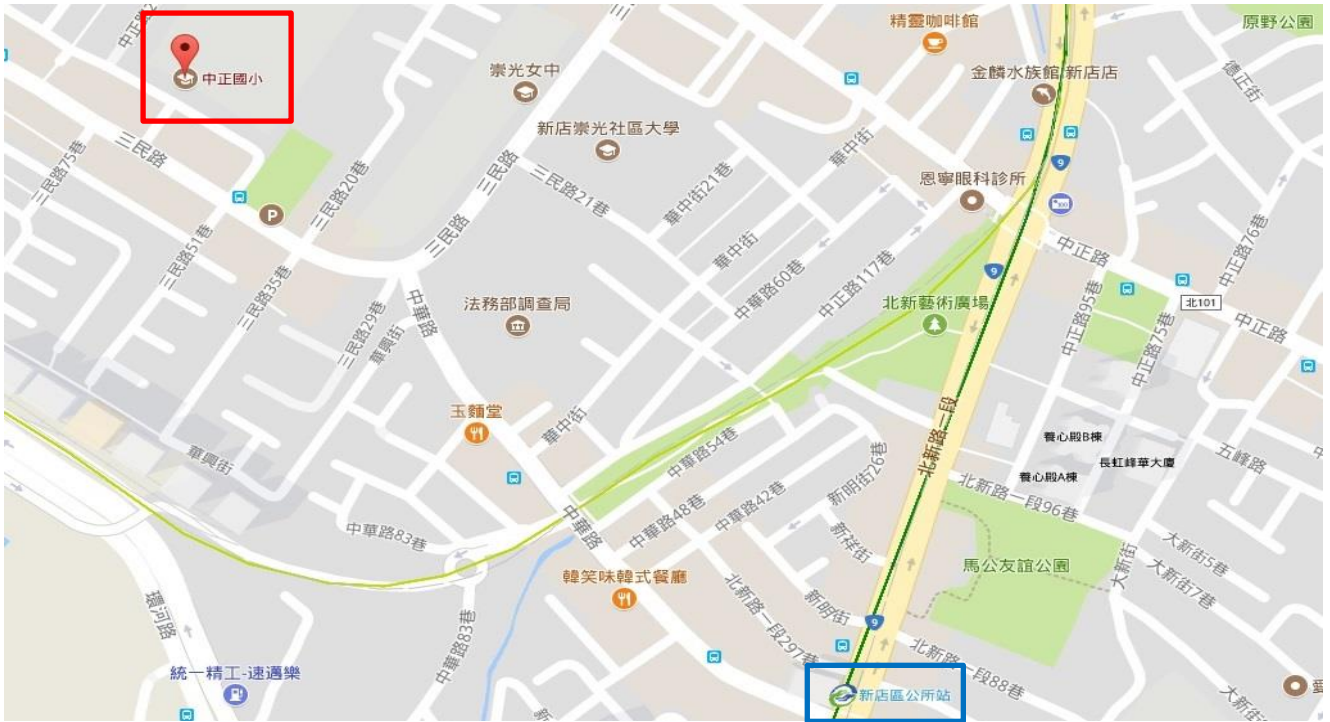 精靈咖啡館
原野公園
中正國小
崇光女中
金麟水族館 新店店
德正街
三民路
新店崇光社區大學
三民路75巷
三民路20巷
三民路
三民路21巷
華中街21巷
華中街
恩寧眼科診所
9
P
三民路51巷
三民路
華中街
中正路
中正路76巷
三民路35巷
中華路60巷
中正路117巷
9
北101
三民路29巷
華興街
中華路
法務部調查局
北新藝術廣場
中正路95巷
中正路75巷
中正路
玉麵堂
華中街
中華路54巷
新明街26巷
北新路一段
養心殿B棟
長虹峰華大廈
養心殿A棟
五峰路
華興街
中華路83巷
中華路
中華路48巷
中華路42巷
新祥街
北新路一段96巷
大新街5巷
大新街
大新街7巷
馬公友誼公園
韓笑味韓式餐廳
環河路
中華路83巷
北新路一段297巷
新明街
9
北新路一段88巷
統一精工-速邁樂
新店區公所站
大新街